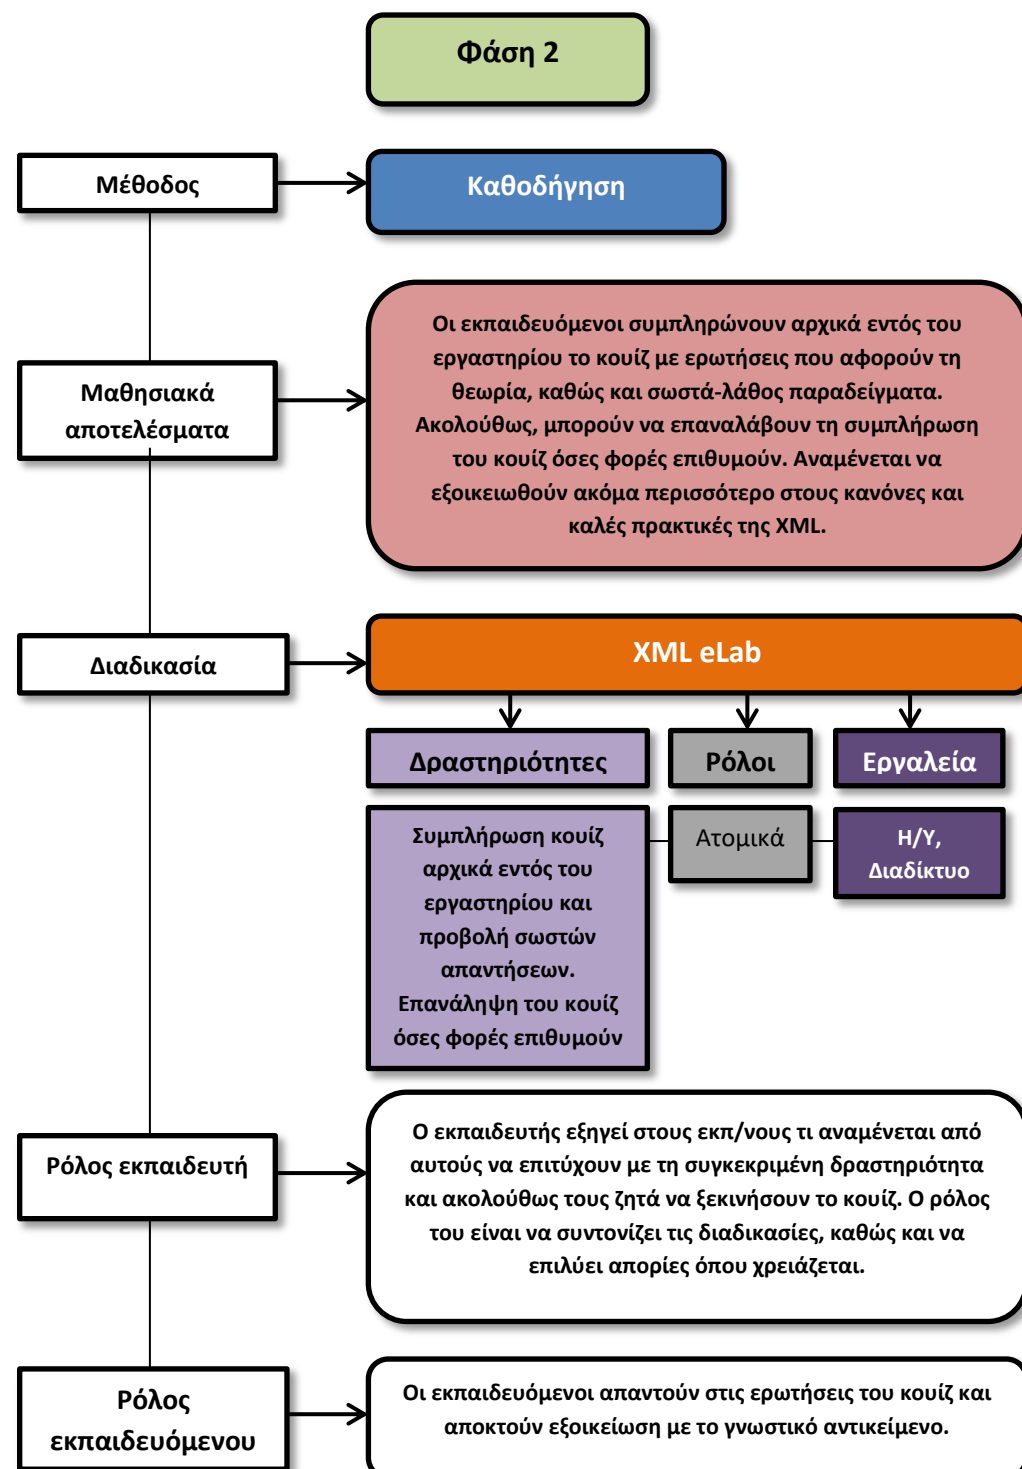 Φάση 2
Μέθοδος
Καθοδήγηση
Μαθησιακά
αποτελέσματα
Οι εκπαιδευόμενοι συμπληρώνουν αρχικά εντός του
εργαστηρίου το κουίζ με ερωτήσεις που αφορούν τη
θεωρία, καθώς και σωστά-λάθος παραδείγματα.
Ακολούθως, μπορούν να επαναλάβουν τη συμπλήρωση
του κουίζ όσες φορές επιθυμούν. Αναμένεται να
εξοικειωθούν ακόμα περισσότερο στους κανόνες και
καλές πρακτικές της XML.
Διαδικασία
XML eLab
Δραστηριότητες
Ρόλοι
Εργαλεία
Συμπλήρωση κουίζ
αρχικά εντός του
εργαστηρίου και
προβολή σωστών
απαντήσεων.
Επανάληψη του κουίζ
όσες φορές επιθυμούν
Ατομικά
Η/Υ,
Διαδίκτυο
Ρόλος εκπαιδευτή
Ο εκπαιδευτής εξηγεί στους εκπ/νους τι αναμένεται από
αυτούς να επιτύχουν με τη συγκεκριμένη δραστηριότητα
και ακολούθως τους ζητά να ξεκινήσουν το κουίζ. Ο ρόλος
του είναι να συντονίζει τις διαδικασίες, καθώς και να
επιλύει απορίες όπου χρειάζεται.
Ρόλος
εκπαιδευόμενου
Οι εκπαιδευόμενοι απαντούν στις ερωτήσεις του κουίζ και
αποκτούν εξοικείωση με το γνωστικό αντικείμενο.